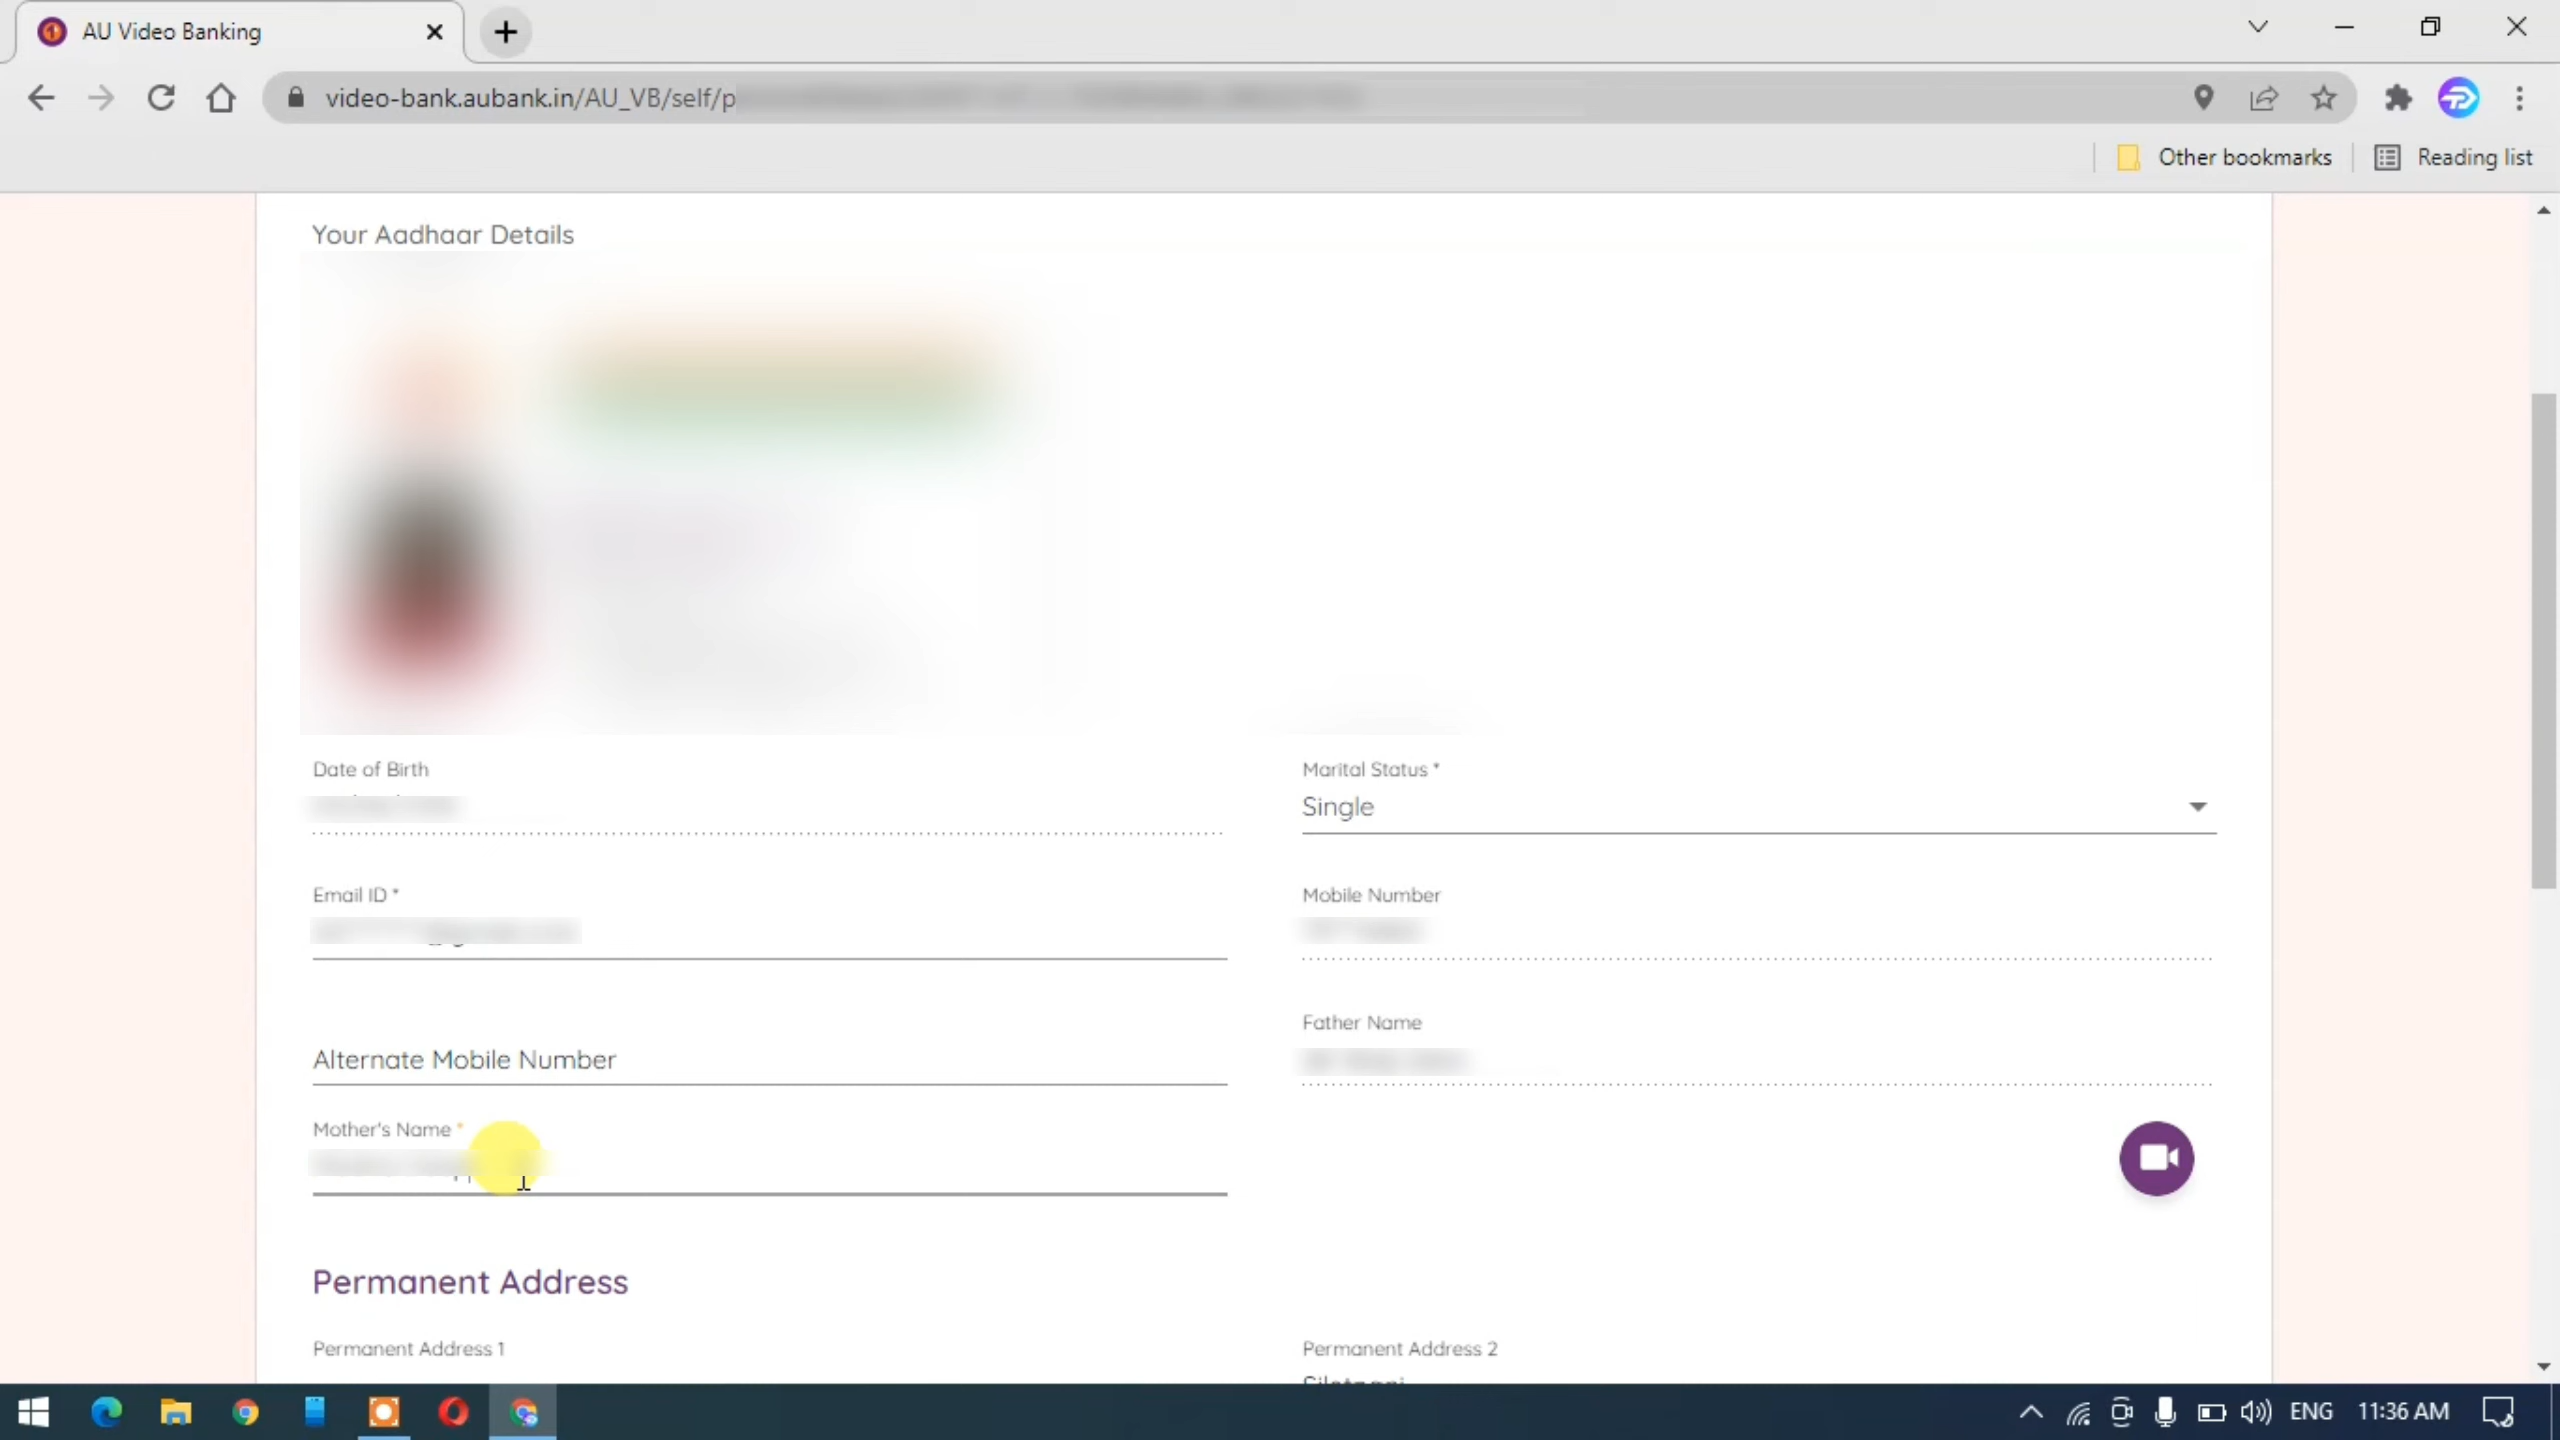 AU Video Banking
video-bank.aubank.in/AU_VB/self/p
Other bookmarks
Reading list
Your Aadhaar Details
Date of Birth
Marital Status *
Single
Email ID *
Mobile Number
Alternate Mobile Number
Father Name
Mother's Name *
Permanent Address
Permanent Address 1
Permanent Address 2
ENG
11:36 AM